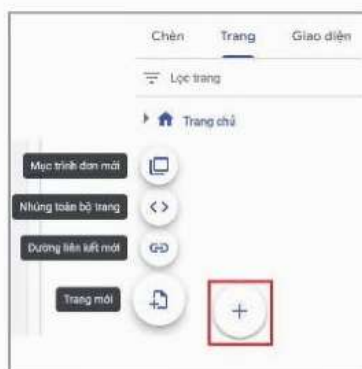 Chèn Trang Giao diện
Lọc trang
Trang chủ
Mục trình đơn mới
Nhúng toàn bộ trang
Đường liên kết mới
Trang mới